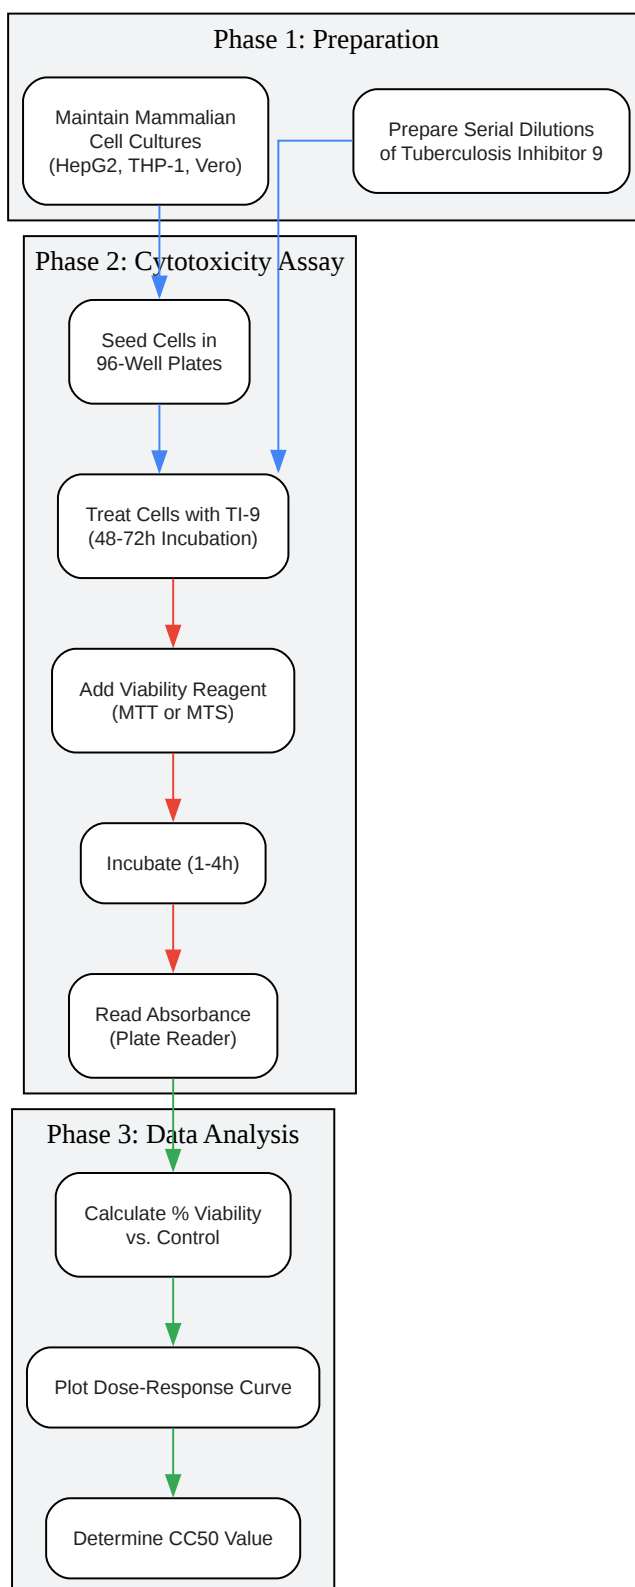 Phase 1: Preparation
Maintain Mammalian
Cell Cultures
(HepG2, THP-1, Vero)
Prepare Serial Dilutions
of Tuberculosis Inhibitor 9
Phase 2: Cytotoxicity Assay
Seed Cells in
96-Well Plates
Treat Cells with TI-9
(48-72h Incubation)
Add Viability Reagent
(MTT or MTS)
Incubate (1-4h)
Read Absorbance
(Plate Reader)
Phase 3: Data Analysis
Calculate % Viability
vs. Control
Plot Dose-Response Curve
Determine CC50 Value